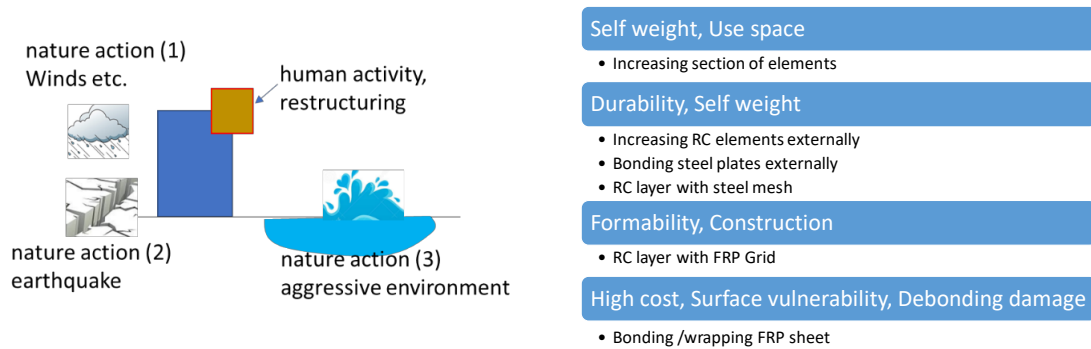 nature action (1)
Winds etc.
human activity,
restructuring
nature action (2)
earthquake
nature action (3)
aggressive environment
Self weight, Use space
• Increasing section of elements
Durability, Self weight
• Increasing RC elements externally
• Bonding steel plates externally
• RC layer with steel mesh
Formability, Construction
• RC layer with FRP Grid
High cost, Surface vulnerability, Debonding damage
• Bonding /wrapping FRP sheet